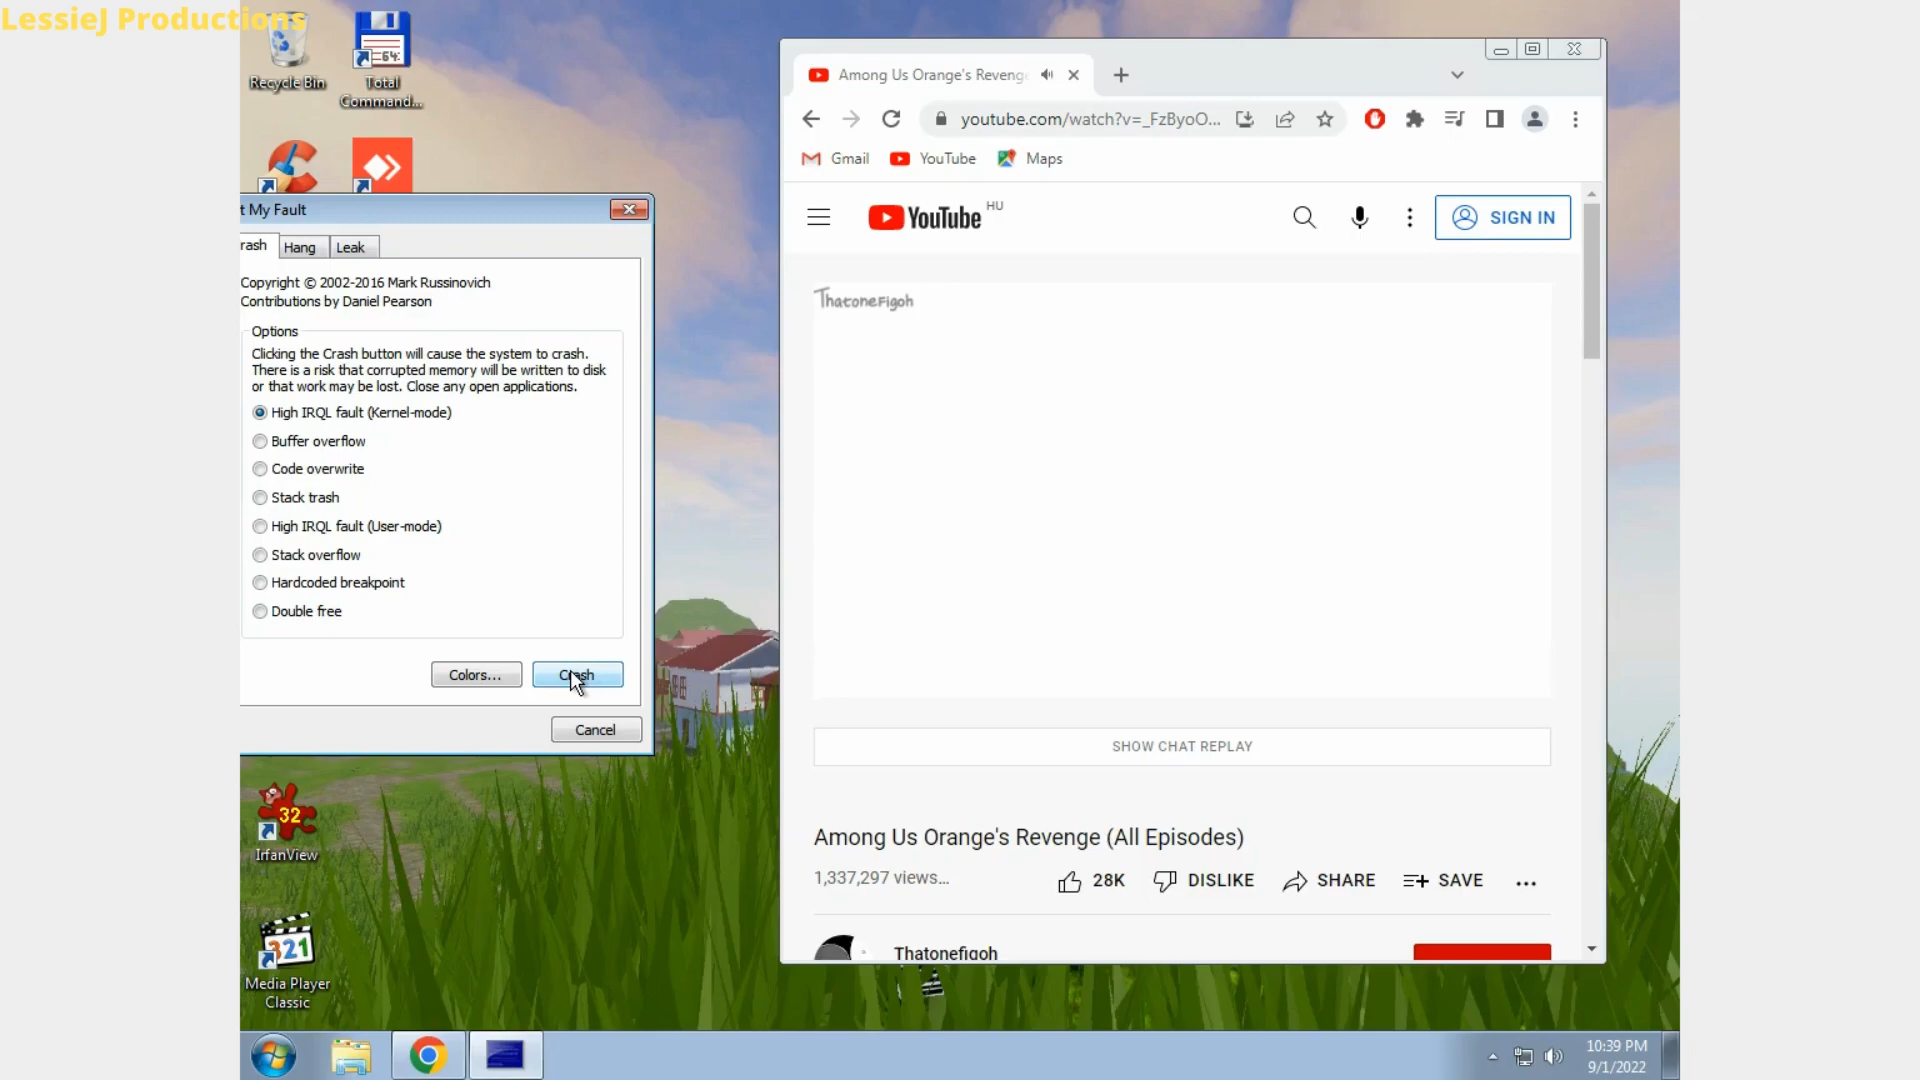 LessieJ Productions
Recycle Bin
Total
Command...
64
t My Fault
rash
Hang
Leak
Copyright © 2002-2016 Mark Russinovich
Contributions by Daniel Pearson
Options
Clicking the Crash button will cause the system to crash.
There is a risk that corrupted memory will be written to disk
or that work may be lost. Close any open applications.
High IRQL fault (Kernel-mode)
Buffer overflow
Code overwrite
Stack trash
High IRQL fault (User-mode)
Stack overflow
Hardcoded breakpoint
Double free
Colors...
Crash
Cancel
32
IrfanView
321
Media Player
Classic
Among Us Orange's Reveng
youtube.com/watch?v=_FzByoO...
Gmail
YouTube
Maps
YouTube HU
SIGN IN
Thatonefigoh
SHOW CHAT REPLAY
Among Us Orange's Revenge (All Episodes)
1,337,297 views...
28K
DISLIKE
SHARE
SAVE
Thatonefigoh
10:39 PM
9/1/2022